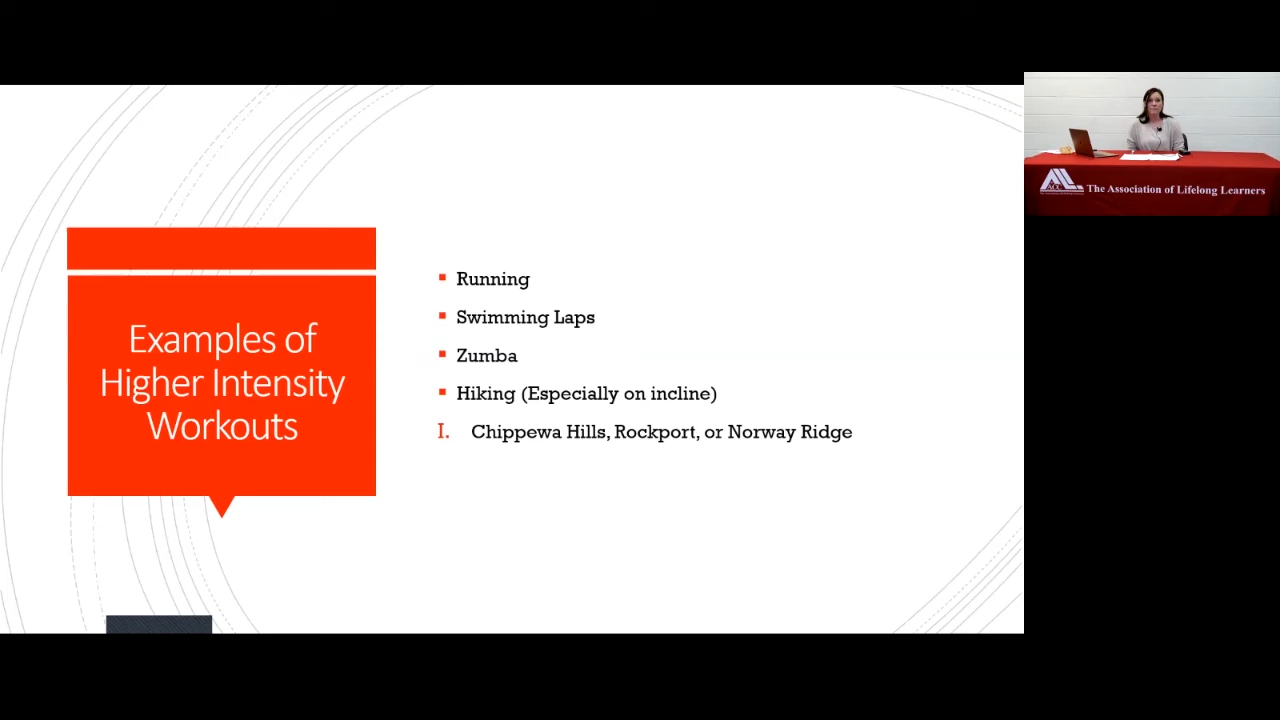 Examples of
Higher Intensity
Workouts
▪ Running
▪ Swimming Laps
▪ Zumba
▪ Hiking (Especially on incline)
I. Chippewa Hills, Rockport, or Norway Ridge
ACC
The Association of Lifelong Learners